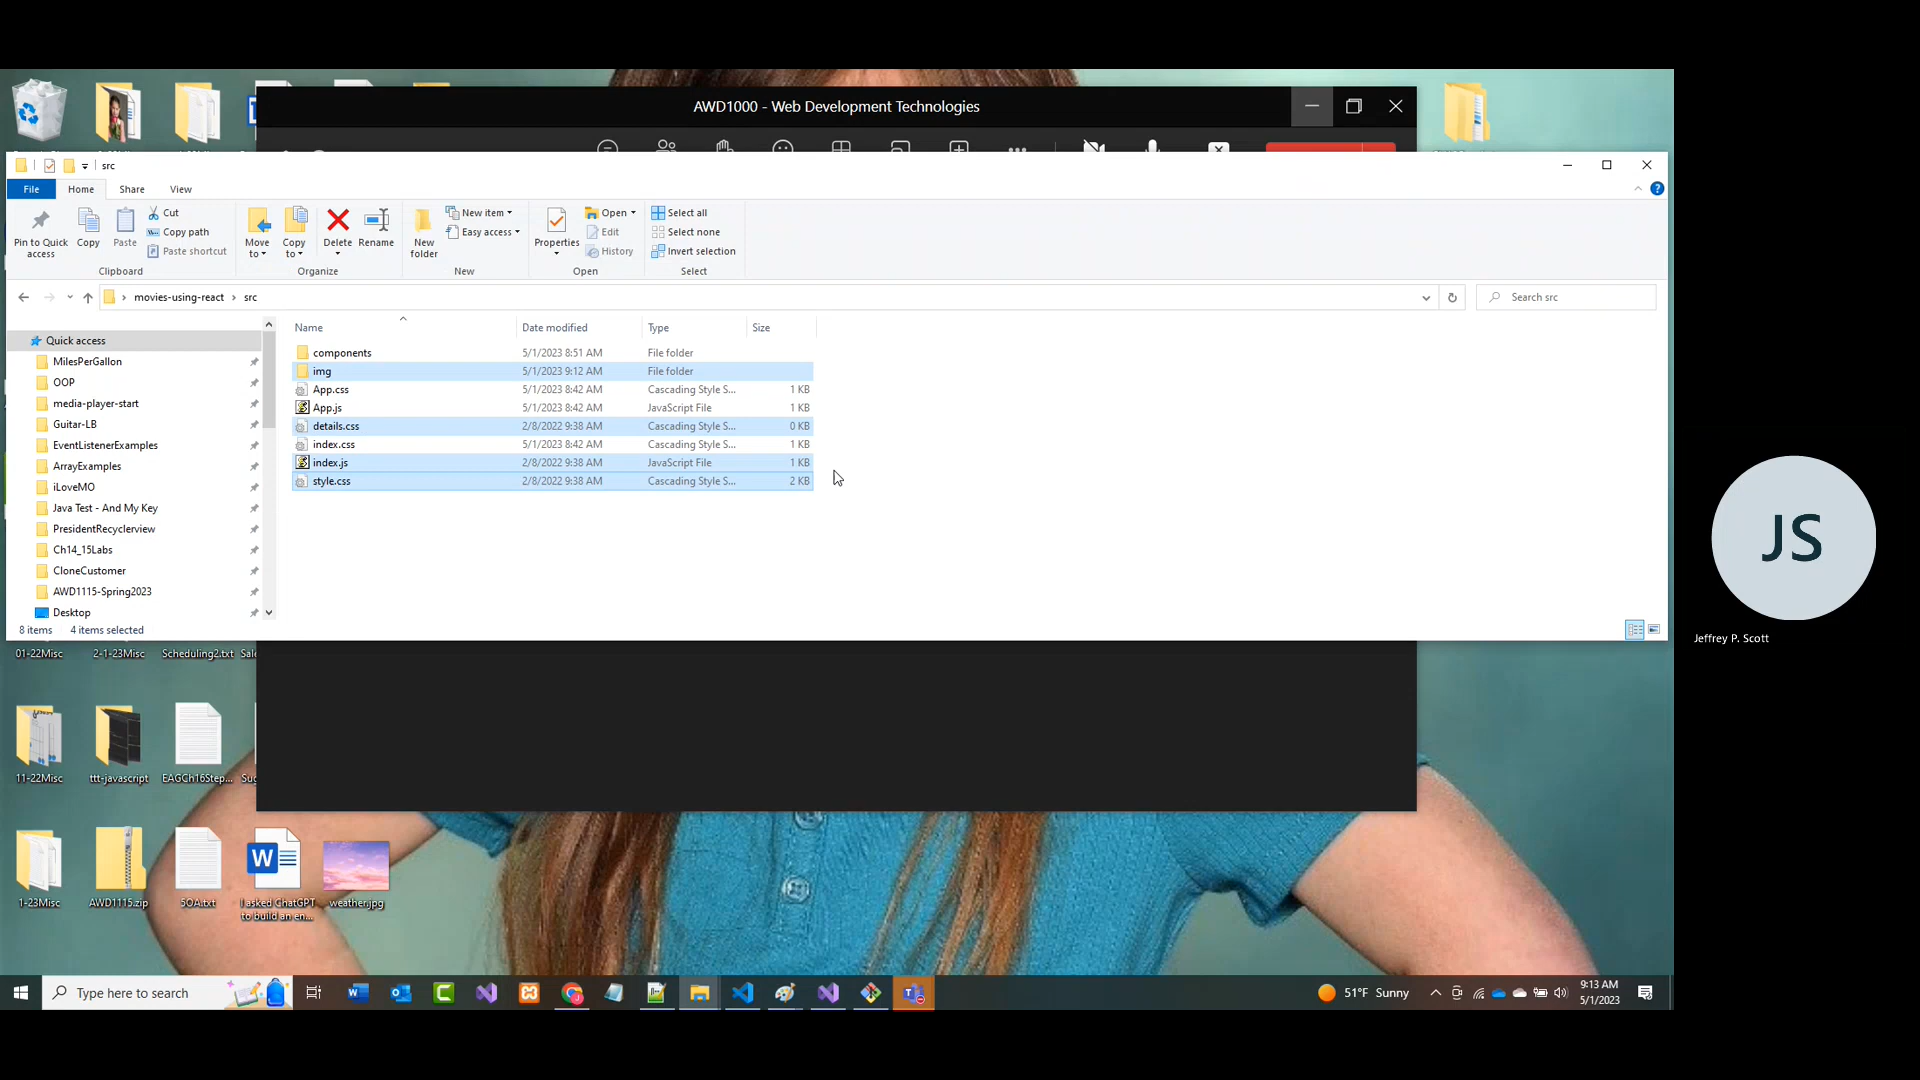 AWD1000 - Web Development Technologies
src
File
Home
Share
View
Pin to Quick access
Copy
Paste
Cut
Copy path
Paste shortcut
Clipboard
Move to
Copy to
Delete
Rename
Organize
New folder
New item
Easy access
New
Properties
Open
Edit
History
Open
Select all
Select none
Invert selection
Select
movies-using-react
src
Search src
Name
Date modified
Type
Size
components 5/1/2023 8:51 AM File folder
img 5/1/2023 9:12 AM File folder
App.css 5/1/2023 8:42 AM Cascading Style S... 1 KB
App.js 5/1/2023 8:42 AM JavaScript File 1 KB
details.css 2/8/2022 9:38 AM Cascading Style S... 0 KB
index.css 5/1/2023 8:42 AM Cascading Style S... 1 KB
index.js 2/8/2022 9:38 AM JavaScript File 1 KB
style.css 2/8/2022 9:38 AM Cascading Style S... 2 KB
Quick access
MilesPerGallon
OOP
media-player-start
Guitar-LB
EventListenerExamples
ArrayExamples
iLoveMO
Java Test - And My Key
PresidentRecyclerview
Ch14_15Labs
CloneCustomer
AWD1115-Spring2023
Desktop
8 items
4 items selected
JS
Jeffrey P. Scott
01-22Misc
2-1-23Misc
Scheduling2.txt
Sale
11-22Misc
ttt-javascript
EAGCh16Step...
1-23Misc
AWD1115.zip
SOA.txt
I asked ChatGPT
to build an en...
weather.jpg
Type here to search
51°F Sunny
9:13 AM
5/1/2023